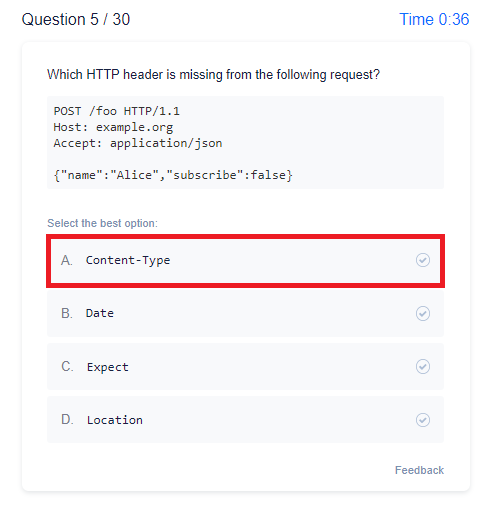 Question 5 / 30
Time 0:36
Which HTTP header is missing from the following request?
POST /foo HTTP/1.1
Host: example.org
Accept: application/json
{"name":"Alice","subscribe":false}
Select the best option:
A. Content-Type
B. Date
C. Expect
D. Location
Feedback